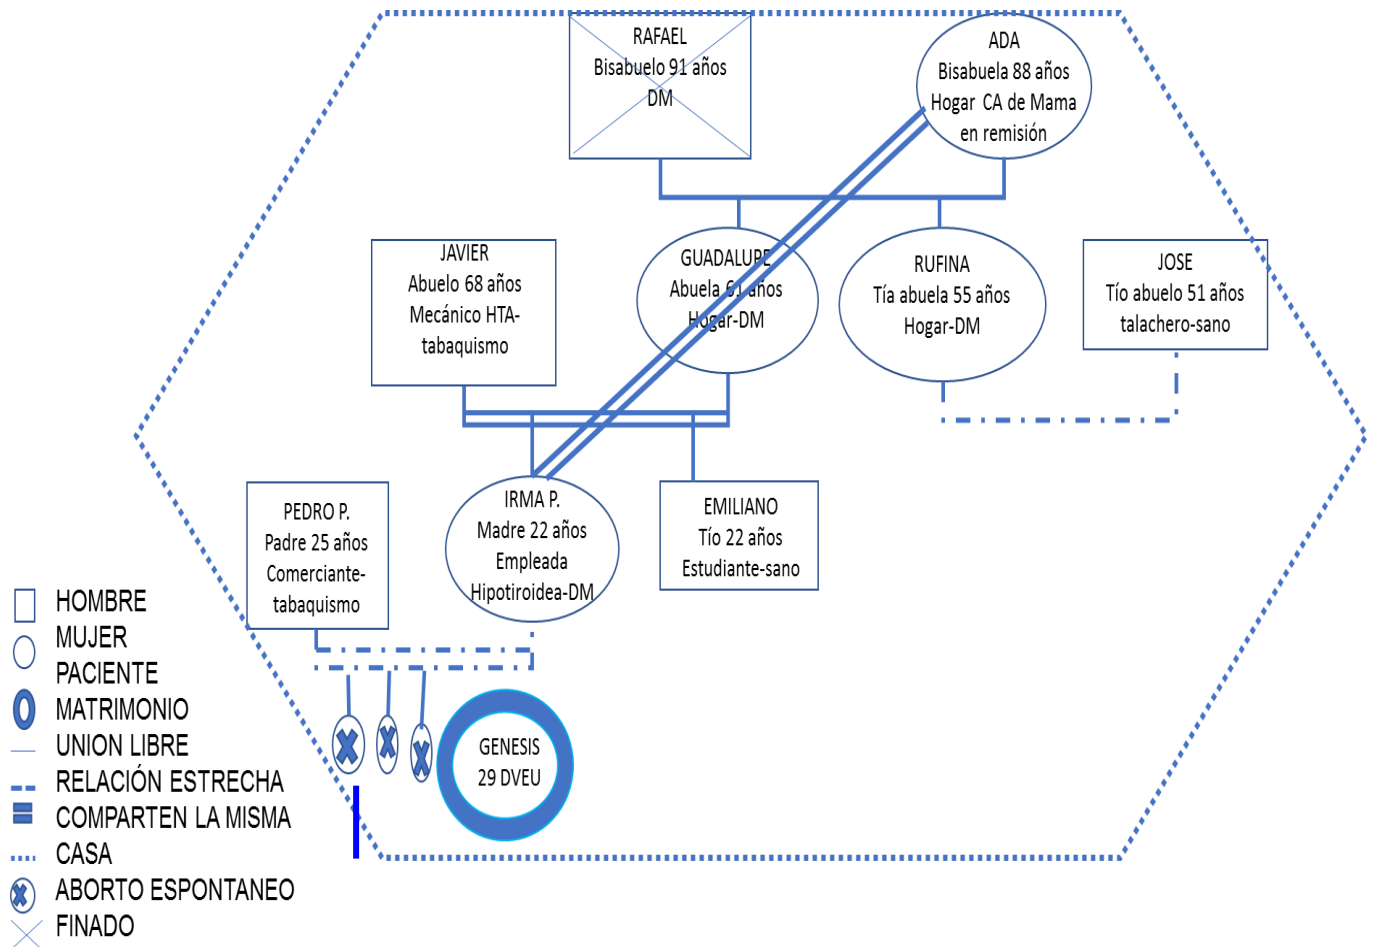 RAFAEL
Bisabuelo 91 años
DM
ADA
Bisabuela 88 años
Hogar CA de Mama
en remisión
JAVIER
Abuelo 68 años
Mecánico HTA-
tabaquismo
GUADALUPE
Abuela 61 años
Hogar-DM
RUFINA
Tía abuela 55 años
Hogar-DM
JOSE
Tío abuelo 51 años
talachero-sano
PEDRO P.
Padre 25 años
Comerciante-
tabaquismo
IRMA P.
Madre 22 años
Empleada
Hipotiroidea-DM
EMILIANO
Tío 22 años
Estudiante-sano
GENESIS
29 DVEU
HOMBRE
MUJER
PACIENTE
MATRIMONIO
UNION LIBRE
RELACIÓN ESTRECHA
COMPARTEN LA MISMA
CASA
ABORTO ESPONTANEO
FINADO